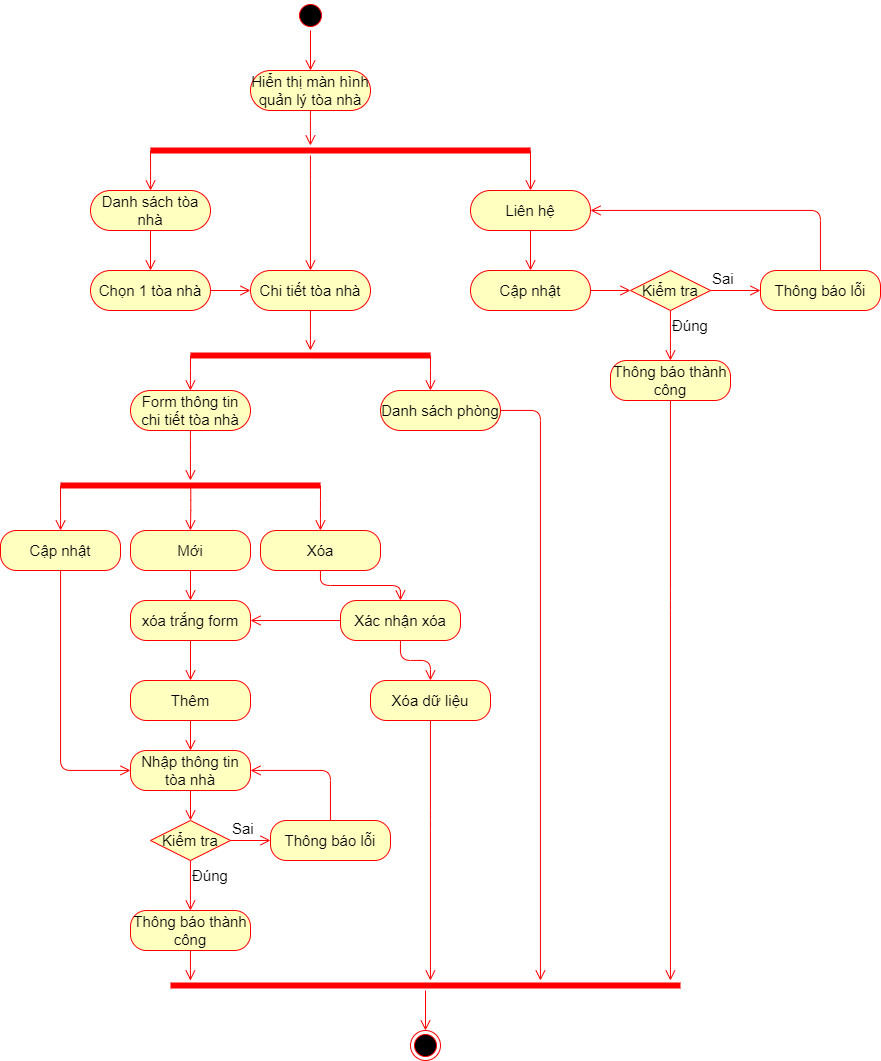 Hiển thị màn hình
quản lý tòa nhà
Danh sách tòa
nhà
Liên hệ
Chọn 1 tòa nhà
Chi tiết tòa nhà
Cập nhật
Kiểm tra
Sai
Thông báo lỗi
Đúng
Thông báo thành
công
Form thông tin
chi tiết tòa nhà
Danh sách phòng
Cập nhật
Mới
Xóa
xóa trắng form
Xác nhận xóa
Thêm
Xóa dữ liệu
Nhập thông tin
tòa nhà
Kiểm tra
Sai
Thông báo lỗi
Đúng
Thông báo thành
công